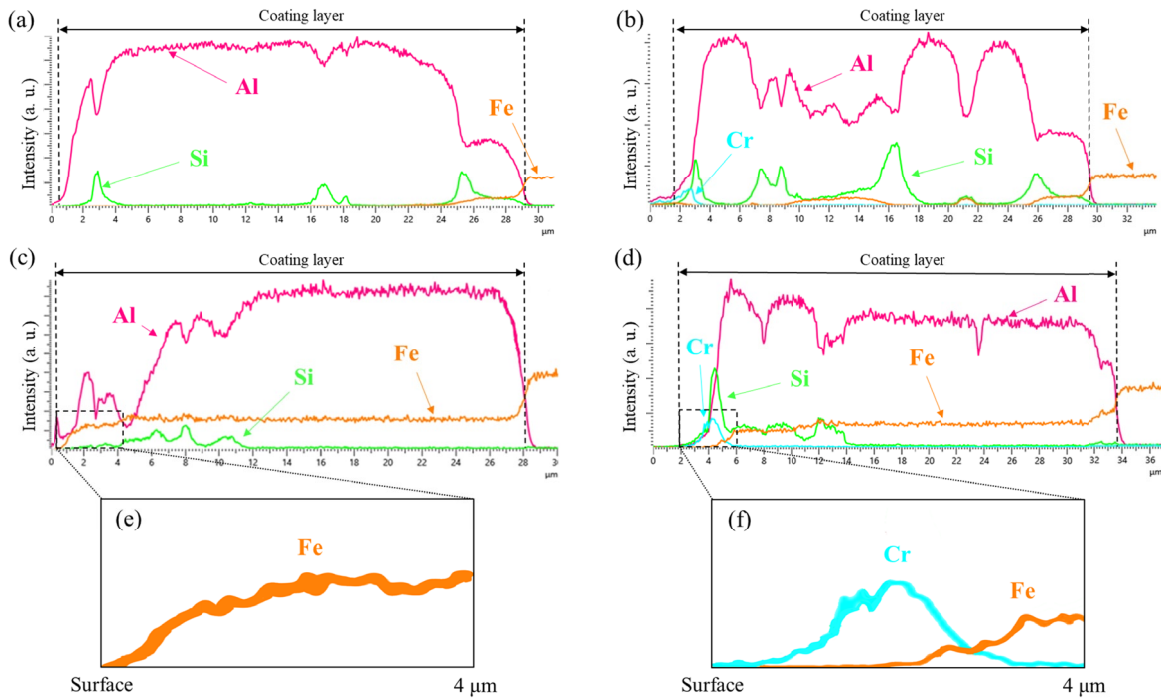 (a)
Coating layer
Intensity (a. u.)
Al
Fe
Si
0 2 4 6 8 10 12 14 16 18 20 22 24 26 28 30
μm
(b)
Coating layer
Intensity (a. u.)
Al
Fe
Cr
Si
0 2 4 6 8 10 12 14 16 18 20 22 24 26 28 30 32
μm
(c)
Coating layer
Intensity (a. u.)
Al
Fe
Si
0 2 4 6 8 10 12 14 16 18 20 22 24 26 28 30
μm
(d)
Coating layer
Intensity (a. u.)
Al
Cr
Fe
Si
0 2 4 6 8 10 12 14 16 18 20 22 24 26 28 30 32 34 36
μm
(e)
Fe
Surface
4 μm
(f)
Cr
Fe
Surface
4 μm